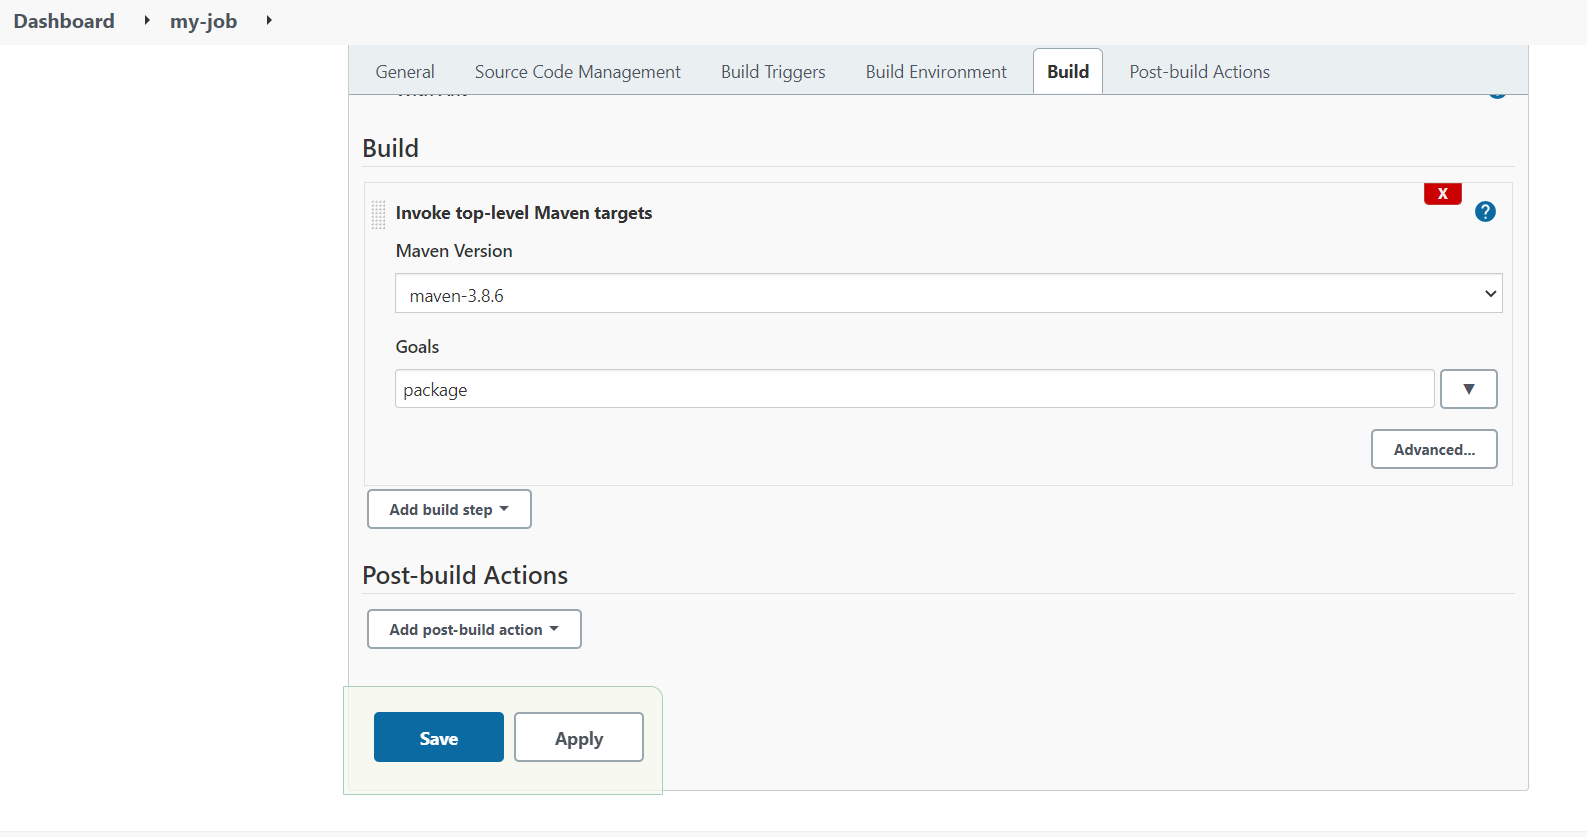 Dashboard my-job
General Source Code Management Build Triggers Build Environment Build Post-build Actions
With Ant
Build
X
Invoke top-level Maven targets ?
Maven Version
maven-3.8.6
Goals
package
Advanced...
Add build step
Post-build Actions
Add post-build action
Save Apply